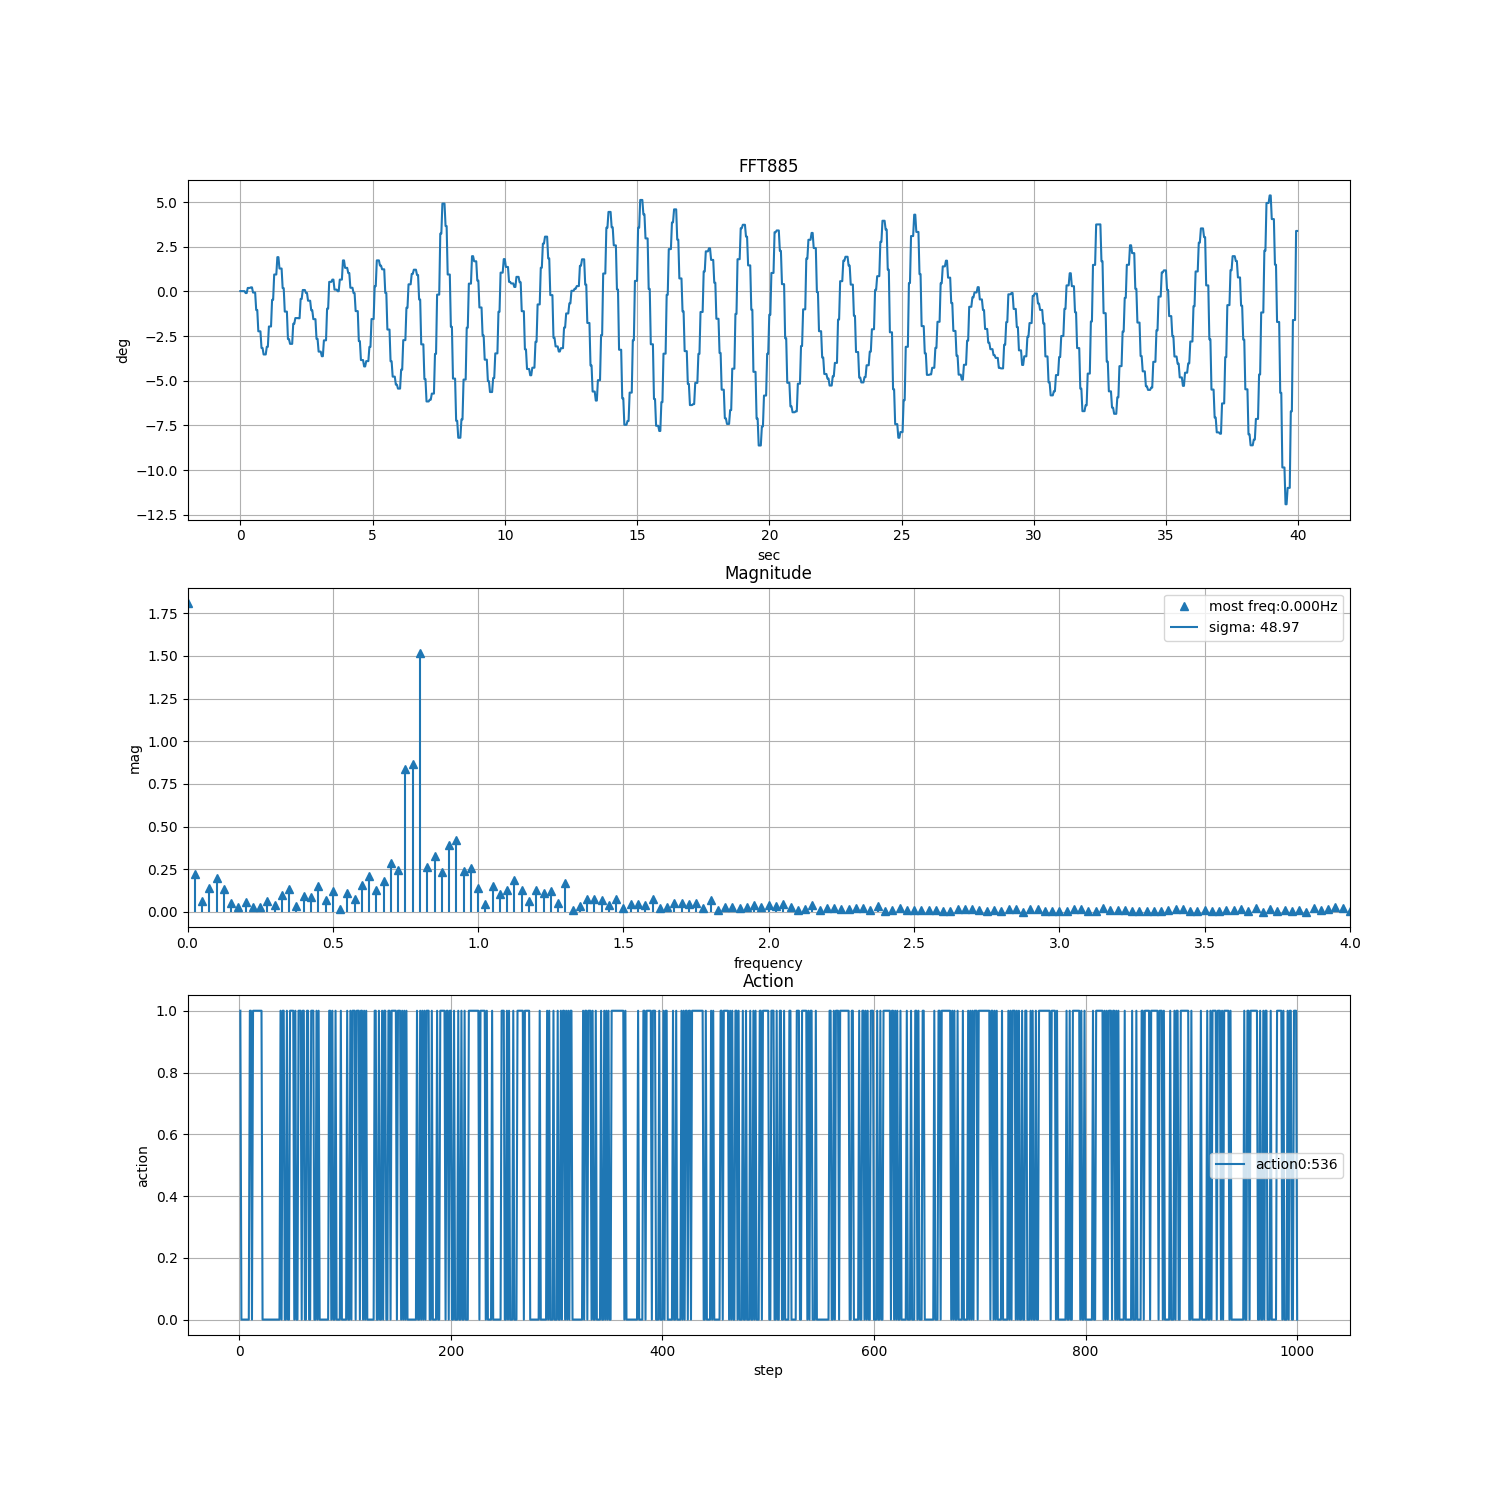 FFT885
5.0
2.5
0.0
−2.5
−5.0
−7.5
−10.0
−12.5
deg
0 5 10 15 20 25 30 35 40
sec
Magnitude
1.75
1.50
1.25
1.00
0.75
0.50
0.25
0.00
mag
most freq:0.000Hz
sigma: 48.97
0.0 0.5 1.0 1.5 2.0 2.5 3.0 3.5 4.0
frequency
Action
1.0
0.8
0.6
0.4
0.2
0.0
action
action0:536
0 200 400 600 800 1000
step